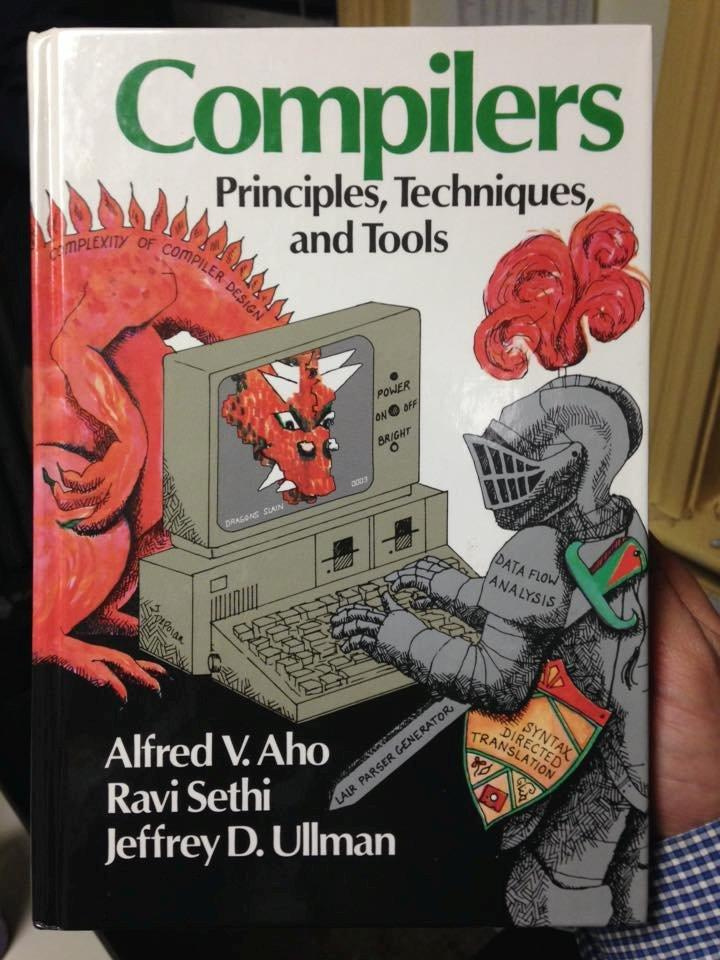 Compilers
Principles, Techniques,
and Tools
COMPLEXITY OF COMPILER DESIGN
POWER
ON OFF
BRIGHT
DRAGONS SLAIN 0003
DATA FLOW
ANALYSIS
SYNTAX
DIRECTED
TRANSLATION
LALR PARSER GENERATOR
Alfred V. Aho
Ravi Sethi
Jeffrey D. Ullman